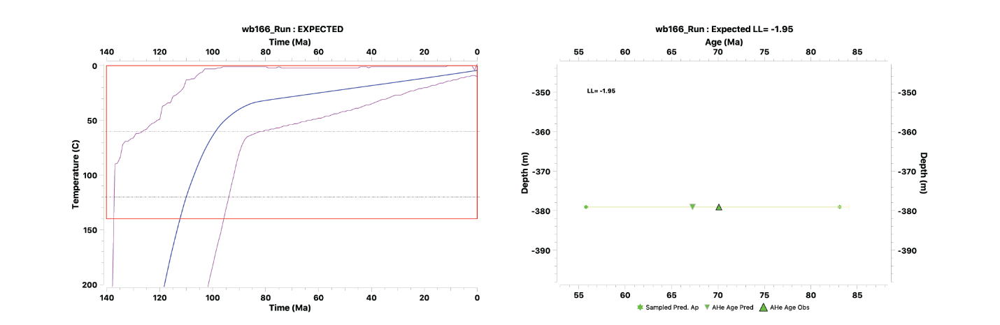 wb166_Run : EXPECTED
Time (Ma)
140 120 100 80 60 40 20 0
0
50
100
150
200
Temperature (C)
140 120 100 80 60 40 20 0
Time (Ma)
wb166_Run : Expected LL= -1.95
Age (Ma)
55 60 65 70 75 80 85
LL= -1.95
-350 -350
-360 -360
-370 -370
-380 -380
-390 -390
Depth (m)
Depth (m)
55 60 65 70 75 80 85
Sampled Pred. Ap AHe Age Pred AHe Age Obs